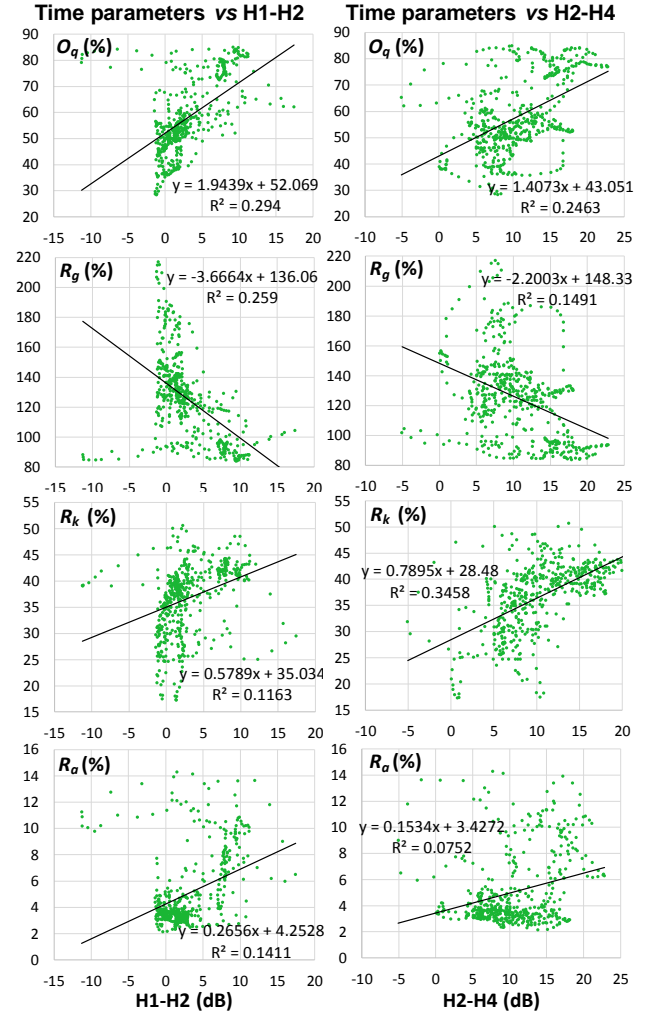 Time parameters vs H1-H2
Time parameters vs H2-H4
Oq (%)
90
80
70
60
50
40
30
20
y = 1.9439x + 52.069
R² = 0.294
-15 -10 -5 0 5 10 15 20
Oq (%)
90
80
70
60
50
40
30
20
y = 1.4073x + 43.051
R² = 0.2463
-10 -5 0 5 10 15 20 25
Rg (%)
220
200
180
160
140
120
100
80
y = -3.6664x + 136.06
R² = 0.259
-15 -10 -5 0 5 10 15 20
Rg (%)
220
200
180
160
140
120
100
80
y = -2.2003x + 148.33
R² = 0.1491
-10 -5 0 5 10 15 20 25
Rk (%)
55
50
45
40
35
30
25
20
15
y = 0.5789x + 35.034
R² = 0.1163
-15 -10 -5 0 5 10 15 20
Rk (%)
55
50
45
40
35
30
25
20
15
y = 0.7895x + 28.48
R² = 0.3458
-10 -5 0 5 10 15 20
Ra (%)
16
14
12
10
8
6
4
2
0
y = 0.2656x + 4.2528
R² = 0.1411
-15 -10 -5 0 5 10 15 20
H1-H2 (dB)
Ra (%)
16
14
12
10
8
6
4
2
0
y = 0.1534x + 3.4272
R² = 0.0752
-10 -5 0 5 10 15 20 25
H2-H4 (dB)